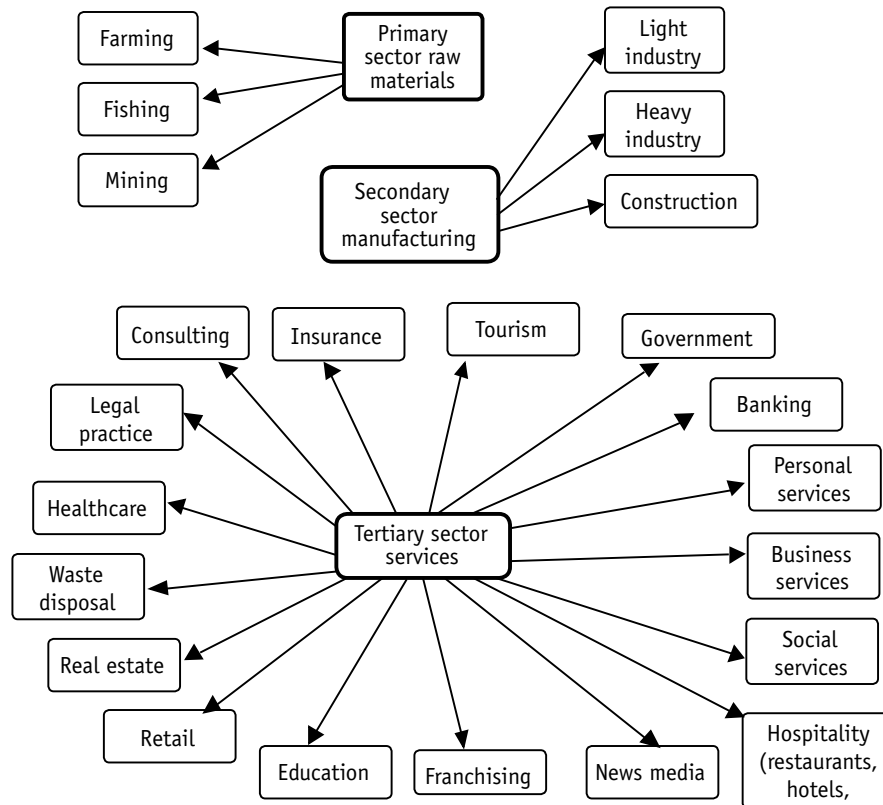 Farming
Primary
sector raw
materials
Light
industry
Fishing
Heavy
industry
Mining
Secondary
sector
manufacturing
Construction
Consulting
Insurance
Tourism
Government
Legal
practice
Banking
Personal
services
Healthcare
Tertiary sector
services
Business
services
Waste
disposal
Social
services
Real estate
Retail
Education
Franchising
News media
Hospitality
(restaurants,
hotels,